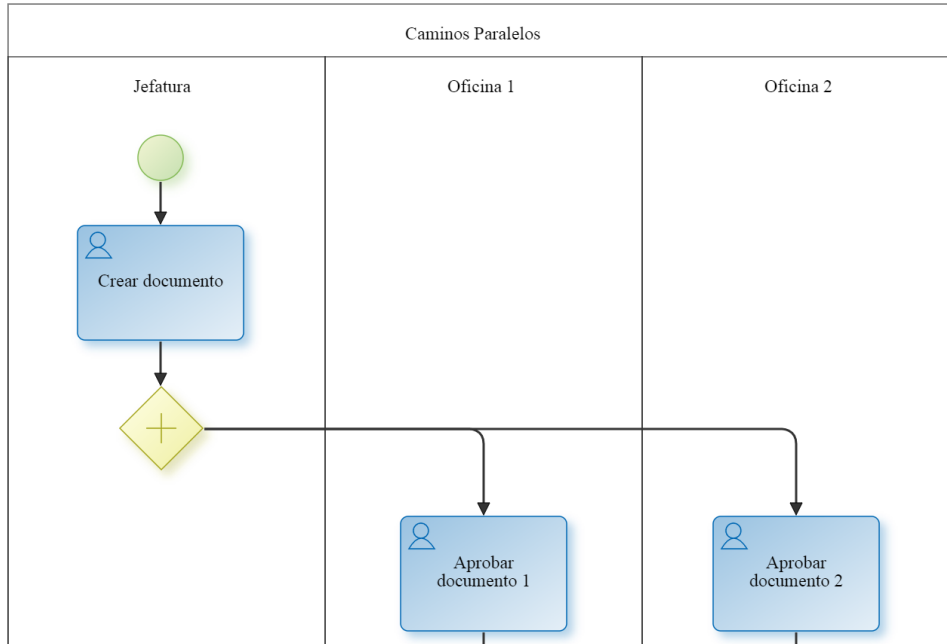 Caminos Paralelos
Jefatura
Oficina 1
Oficina 2
Crear documento
Aprobar
documento 1
Aprobar
documento 2